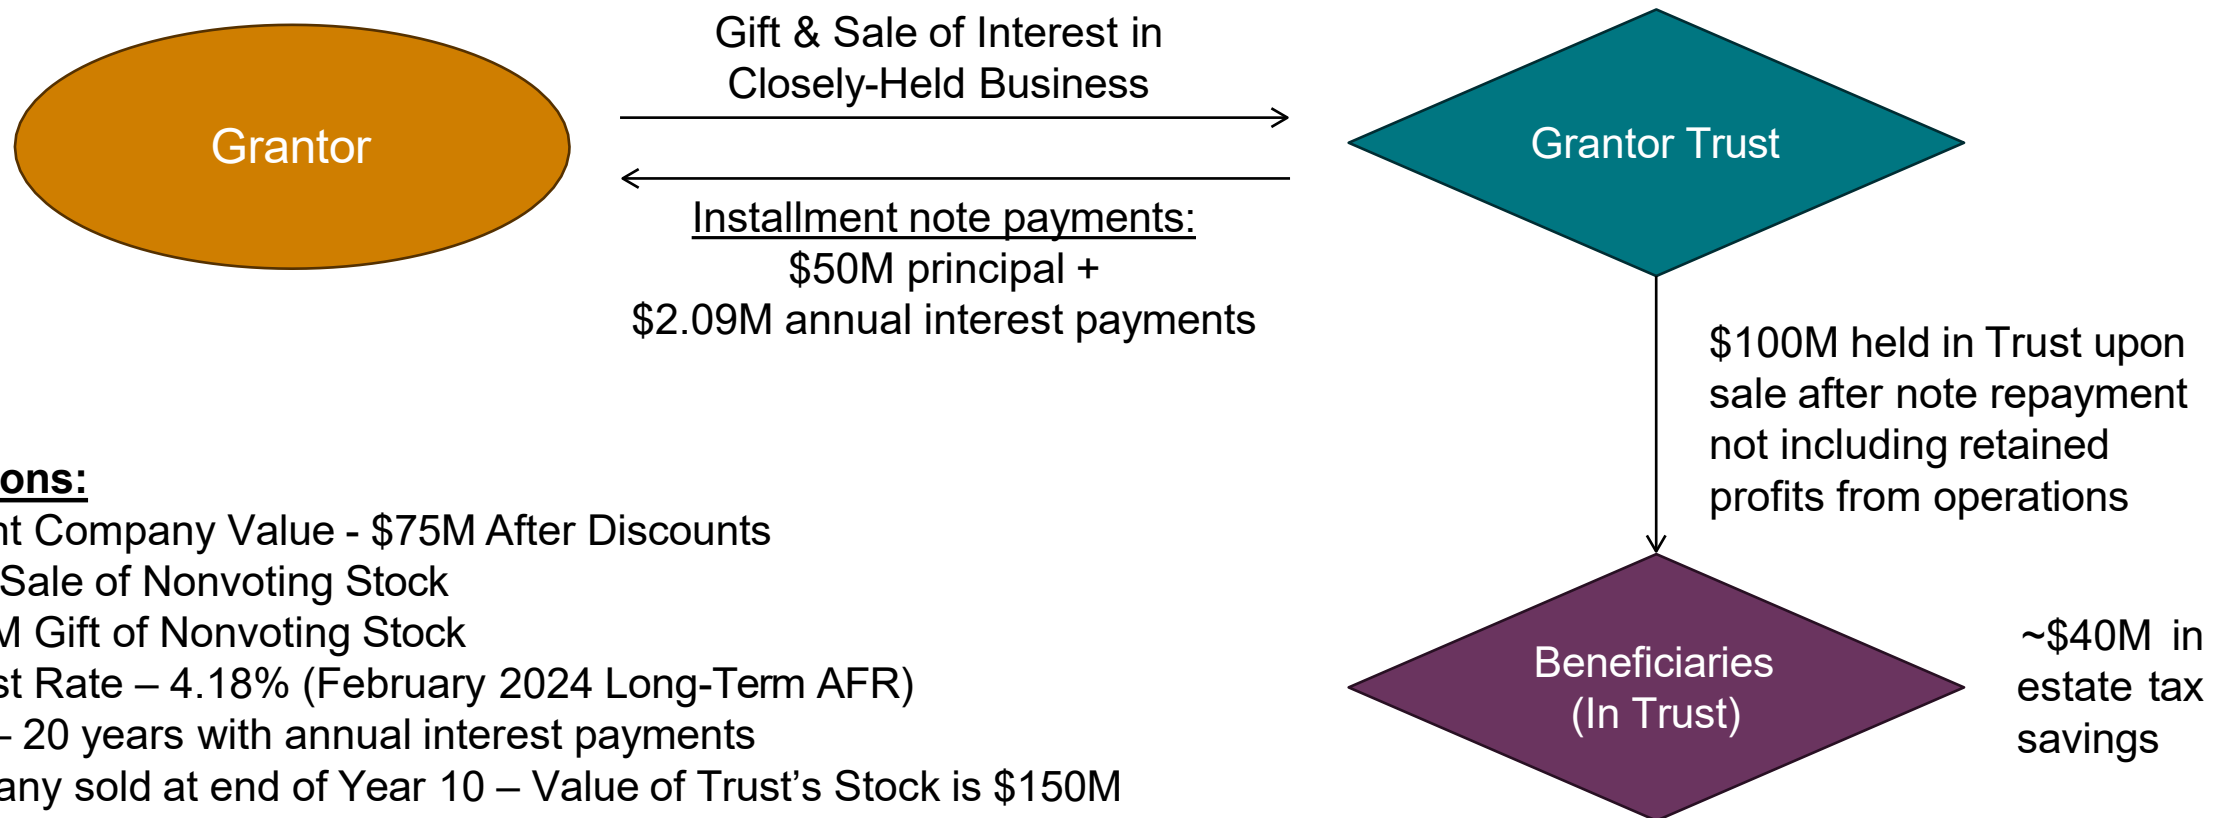 Gift & Sale of Interest in
Closely-Held Business
Grantor
Grantor Trust
Installment note payments:
$50M principal +
$2.09M annual interest payments
$100M held in Trust upon
sale after note repayment
not including retained
profits from operations
ons:
nt Company Value - $75M After Discounts
Sale of Nonvoting Stock
M Gift of Nonvoting Stock
st Rate – 4.18% (February 2024 Long-Term AFR)
– 20 years with annual interest payments
any sold at end of Year 10 – Value of Trust’s Stock is $150M
Beneficiaries
(In Trust)
~$40M in
estate tax
savings